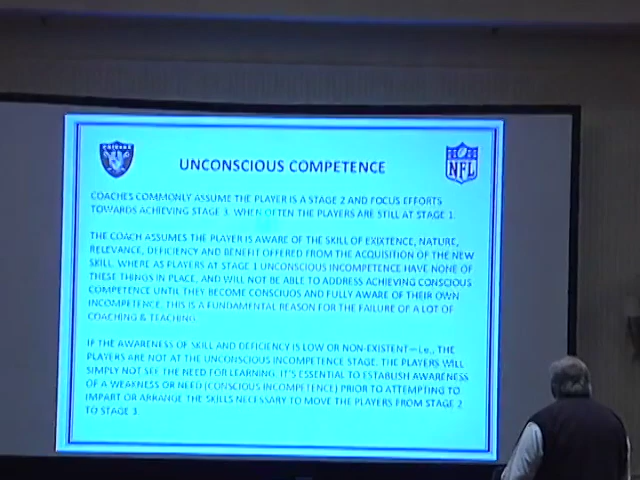 RAIDERS
NFL
UNCONSCIOUS COMPETENCE
COACHES COMMONLY ASSUME THE PLAYER IS A STAGE 2 AND FOCUS EFFORTS
TOWARDS ACHIEVING STAGE 3. WHEN OFTEN THE PLAYERS ARE STILL AT STAGE 1.
THE COACH ASSUMES THE PLAYER IS AWARE OF THE SKILL OF EXIXTENCE, NATURE,
RELEVANCE, DEFICIENCY AND BENEFIT OFFERED FROM THE ACQUISITION OF THE NEW
SKILL. WHERE AS PLAYERS AT STAGE 1 UNCONSCIOUS INCOMPETENCE HAVE NONE OF
THESE THINGS IN PLACE, AND WILL NOT BE ABLE TO ADDRESS ACHIEVING CONSCIOUS
COMPETENCE UNTIL THEY BECOME CONSCIUOS AND FULLY AWARE OF THEIR OWN
INCOMPETENCE. THIS IS A FUNDAMENTAL REASON FOR THE FAILURE OF A LOT OF
COACHING & TEACHING.
IF THE AWARENESS OF SKILL AND DEFICIENCY IS LOW OR NON-EXISTENT—i.e., THE
PLAYERS ARE NOT AT THE UNCONSCIOUS INCOMPETENCE STAGE. THE PLAYERS WILL
SIMPLY NOT SEE THE NEED FOR LEARNING. IT'S ESSENTIAL TO ESTABLISH AWARENESS
OF A WEAKNESS OR NEED (CONSCIOUS INCOMPETENCE) PRIOR TO ATTEMPTING TO
IMPART OR ARRANGE THE SKILLS NECESSARY TO MOVE THE PLAYERS FROM STAGE 2
TO STAGE 3.